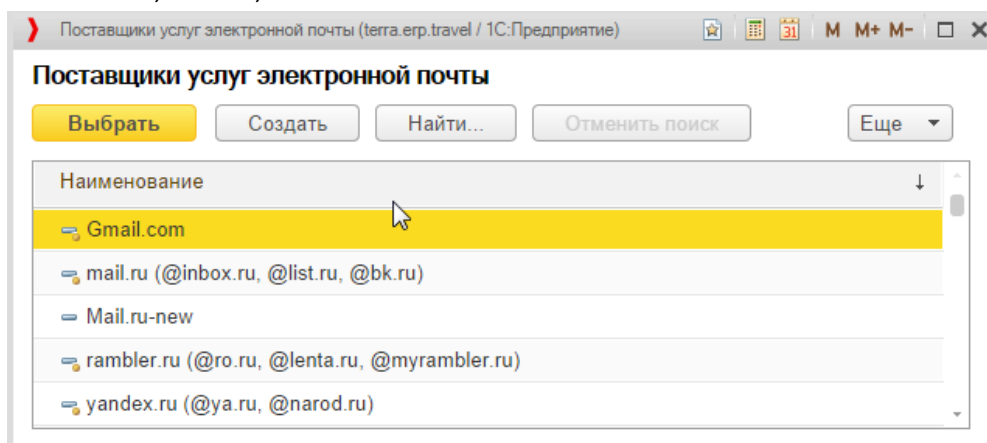 Поставщики услуг электронной почты (terra.erp.travel / 1С:Предприятие) 31 M M+ M-
Поставщики услуг электронной почты
Выбрать Создать Найти... Отменить поиск Еще
Наименование ↓
Gmail.com
mail.ru (@inbox.ru, @list.ru, @bk.ru)
Mail.ru-new
rambler.ru (@ro.ru, @lenta.ru, @myrambler.ru)
yandex.ru (@ya.ru, @narod.ru)